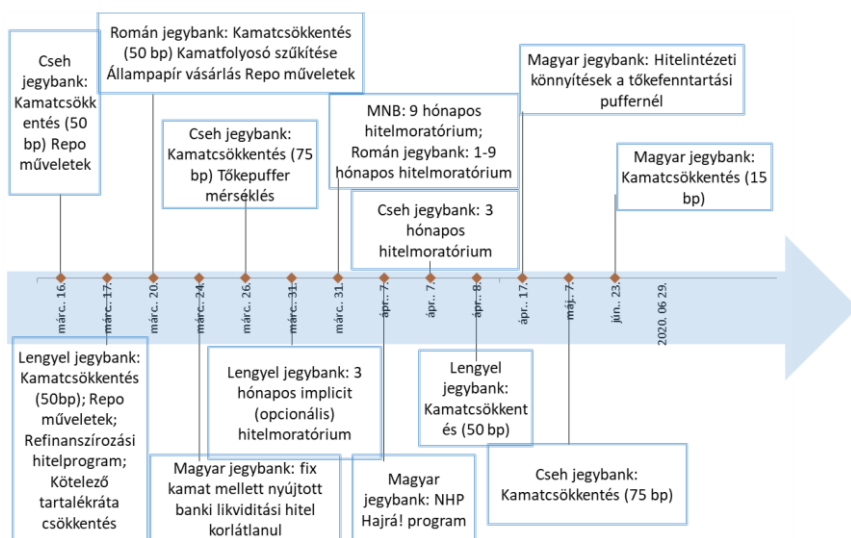 Cseh
jegybank:
Kamatcsökk
entés (50
bp) Repo
műveletek
Román jegybank: Kamatcsökkentés
(50 bp) Kamatfolyosó szűkítése
Állampapír vásárlás Repo műveletek
Cseh jegybank:
Kamatcsökkentés (75
bp) Tőkepuffer
mérséklés
MNB: 9 hónapos
hitelmoratórium;
Román jegybank: 1-9
hónapos hitelmoratórium
Cseh jegybank: 3
hónapos
hitelmoratórium
Magyar jegybank: Hitelintézeti
könnyítések a tőkefenntartási
puffernél
Magyar jegybank:
Kamatcsökkentés (15
bp)
márc.. 16.
márc.. 17.
márc.. 20.
márc.. 24.
márc.. 26.
márc.. 31.
márc.. 31.
ápr.. 7.
ápr.. 7.
ápr.. 8.
ápr.. 17.
máj.. 7.
jún.. 23.
2020. 06 29.
Lengyel jegybank:
Kamatcsökkentés
(50bp); Repo
műveletek;
Refinanszírozási
hitelprogram;
Kötelező
tartalékráta
csökkentés
Magyar jegybank: fix
kamat mellett nyújtott
banki likviditási hitel
korlátlanul
Lengyel jegybank: 3
hónapos implicit
(opcionális)
hitelmoratórium
Magyar
jegybank: NHP
Hajrá! program
Lengyel
jegybank:
Kamatcsökkent
és (50 bp)
Cseh jegybank:
Kamatcsökkentés (75 bp)